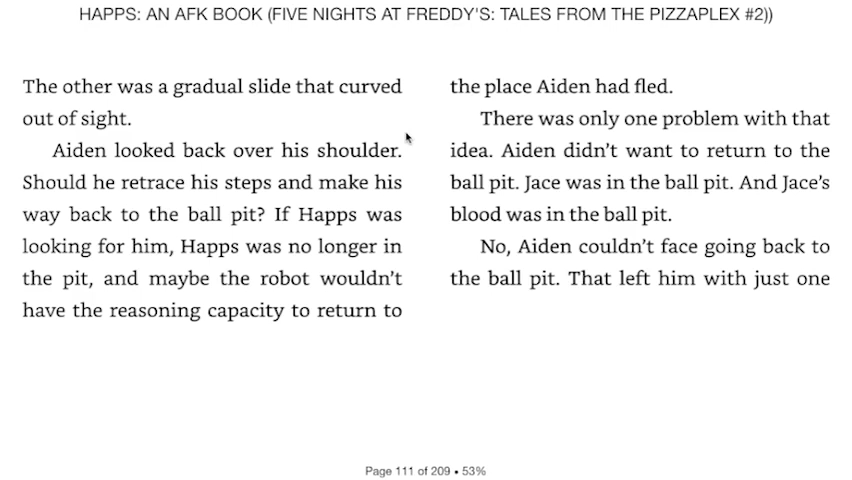 HAPPS: AN AFK BOOK (FIVE NIGHTS AT FREDDY'S: TALES FROM THE PIZZAPLEX #2))
The other was a gradual slide that curved
out of sight.
Aiden looked back over his shoulder.
Should he retrace his steps and make his
way back to the ball pit? If Happs was
looking for him, Happs was no longer in
the pit, and maybe the robot wouldn’t
have the reasoning capacity to return to
the place Aiden had fled.
There was only one problem with that
idea. Aiden didn’t want to return to the
ball pit. Jace was in the ball pit. And Jace’s
blood was in the ball pit.
No, Aiden couldn’t face going back to
the ball pit. That left him with just one
Page 111 of 209 • 53%